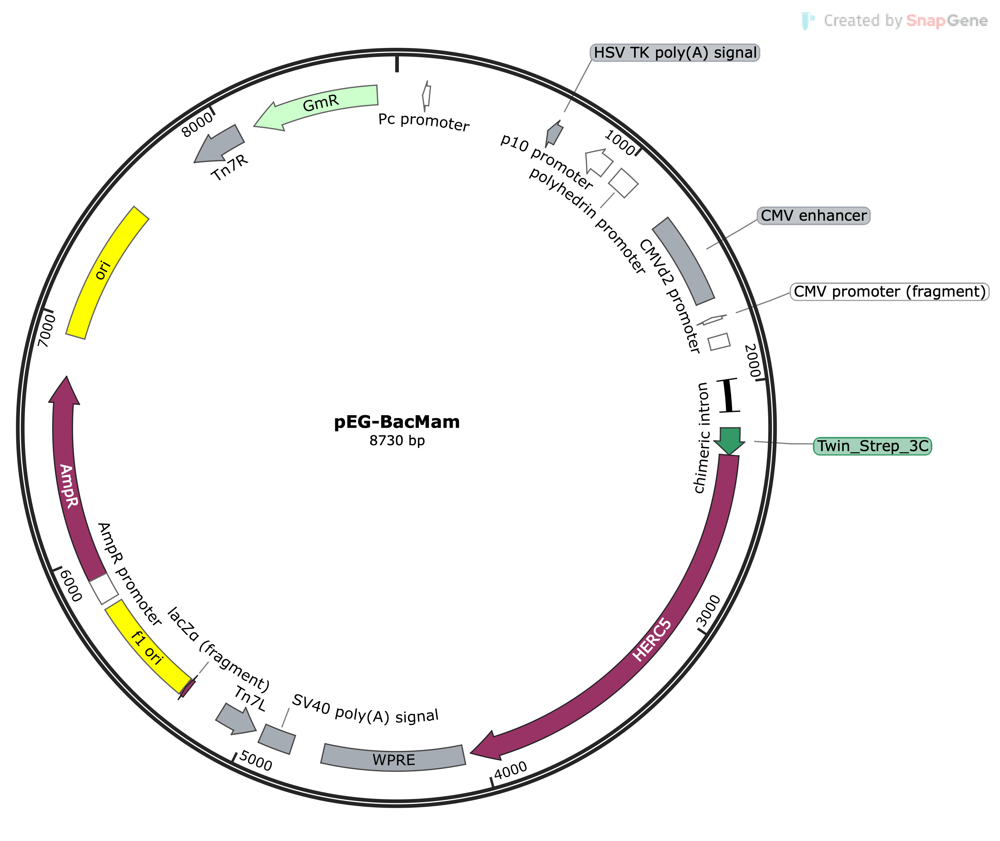 Created by SnapGene
HSV TK poly(A) signal
GmR
Pc promoter
8000
Tn7R
p10 promoter
1000
polyhedrin promoter
CMV enhancer
CMVd2 promoter
CMV promoter (fragment)
ori
7000
2000
chimeric intron
pEG-BacMam
8730 bp
Twin_Strep_3C
AmpR
AmpR promoter
6000
3000
HERC5
lacZα (fragment)
f1 ori
Tn7L
SV40 poly(A) signal
5000
WPRE
4000